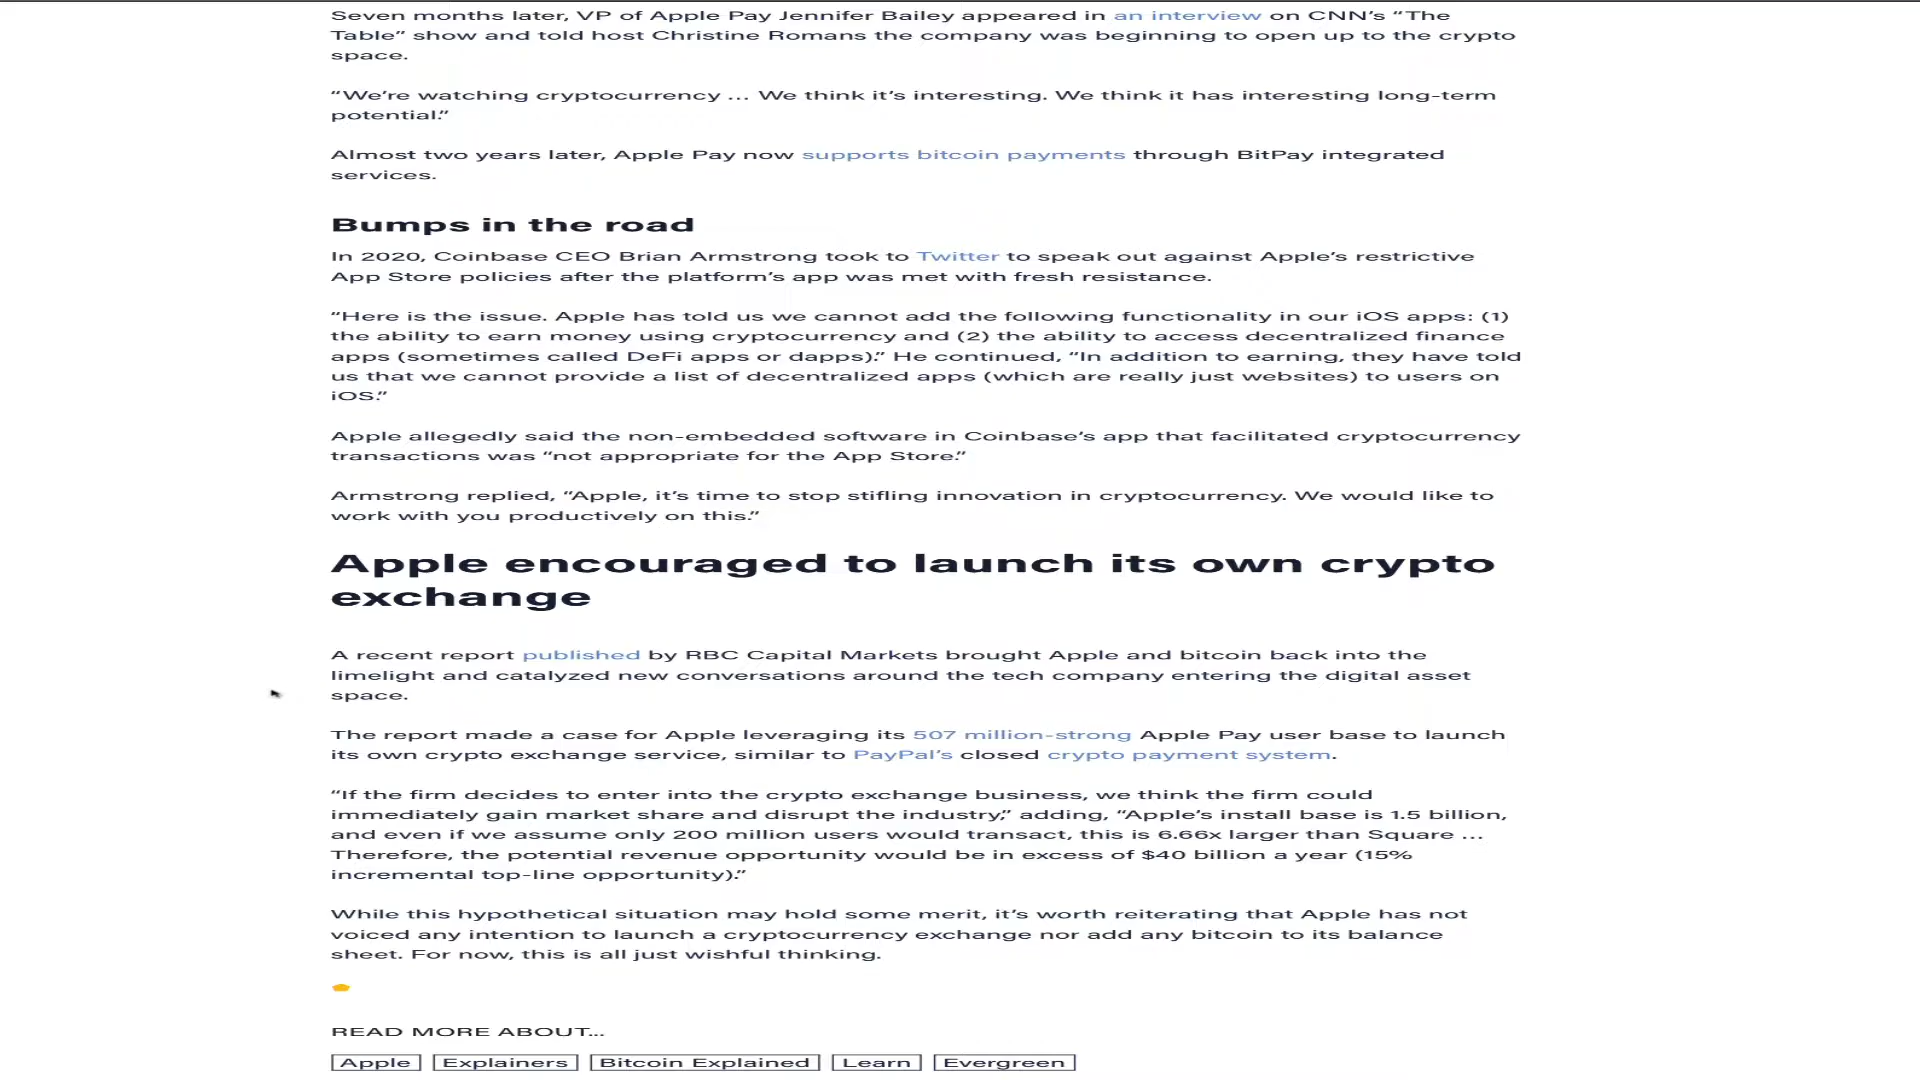 Seven months later, VP of Apple Pay Jennifer Bailey appeared in an interview on CNN’s “The
Table” show and told host Christine Romans the company was beginning to open up to the crypto
space.
“We’re watching cryptocurrency ... We think it’s interesting. We think it has interesting long-term
potential.”
Almost two years later, Apple Pay now supports bitcoin payments through BitPay integrated
services.
Bumps in the road
In 2020, Coinbase CEO Brian Armstrong took to Twitter to speak out against Apple’s restrictive
App Store policies after the platform’s app was met with fresh resistance.
“Here is the issue. Apple has told us we cannot add the following functionality in our iOS apps: (1)
the ability to earn money using cryptocurrency and (2) the ability to access decentralized finance
apps (sometimes called DeFi apps or dapps).” He continued, “In addition to earning, they have told
us that we cannot provide a list of decentralized apps (which are really just websites) to users on
iOS.”
Apple allegedly said the non-embedded software in Coinbase’s app that facilitated cryptocurrency
transactions was “not appropriate for the App Store.”
Armstrong replied, “Apple, it’s time to stop stifling innovation in cryptocurrency. We would like to
work with you productively on this.”
Apple encouraged to launch its own crypto
exchange
A recent report published by RBC Capital Markets brought Apple and bitcoin back into the
limelight and catalyzed new conversations around the tech company entering the digital asset
space.
The report made a case for Apple leveraging its 507 million-strong Apple Pay user base to launch
its own crypto exchange service, similar to PayPal’s closed crypto payment system.
“If the firm decides to enter into the crypto exchange business, we think the firm could
immediately gain market share and disrupt the industry,” adding, “Apple’s install base is 1.5 billion,
and even if we assume only 200 million users would transact, this is 6.66x larger than Square ...
Therefore, the potential revenue opportunity would be in excess of $40 billion a year (15%
incremental top-line opportunity).”
While this hypothetical situation may hold some merit, it’s worth reiterating that Apple has not
voiced any intention to launch a cryptocurrency exchange nor add any bitcoin to its balance
sheet. For now, this is all just wishful thinking.
READ MORE ABOUT...
Apple Explainers Bitcoin Explained Learn Evergreen